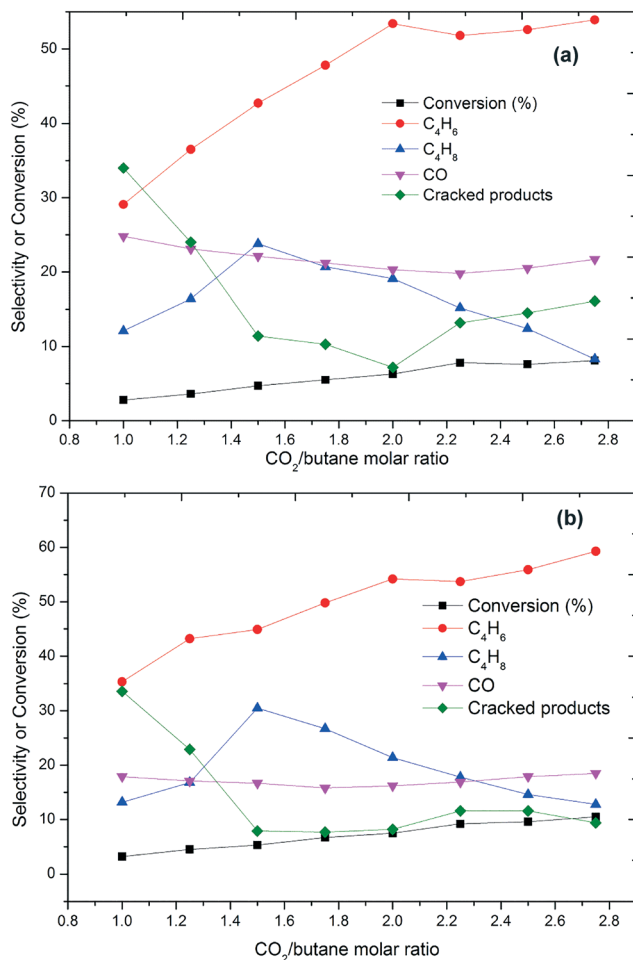 (a)
Selectivity or Conversion (%)
50
40
30
20
10
0
Conversion (%)
C₄H₆
C₄H₈
CO
Cracked products
0.8 1.0 1.2 1.4 1.6 1.8 2.0 2.2 2.4 2.6 2.8
CO₂/butane molar ratio
(b)
Selectivity or Conversion (%)
70
60
50
40
30
20
10
0
Conversion (%)
C₄H₆
C₄H₈
CO
Cracked products
0.8 1.0 1.2 1.4 1.6 1.8 2.0 2.2 2.4 2.6 2.8
CO₂/butane molar ratio